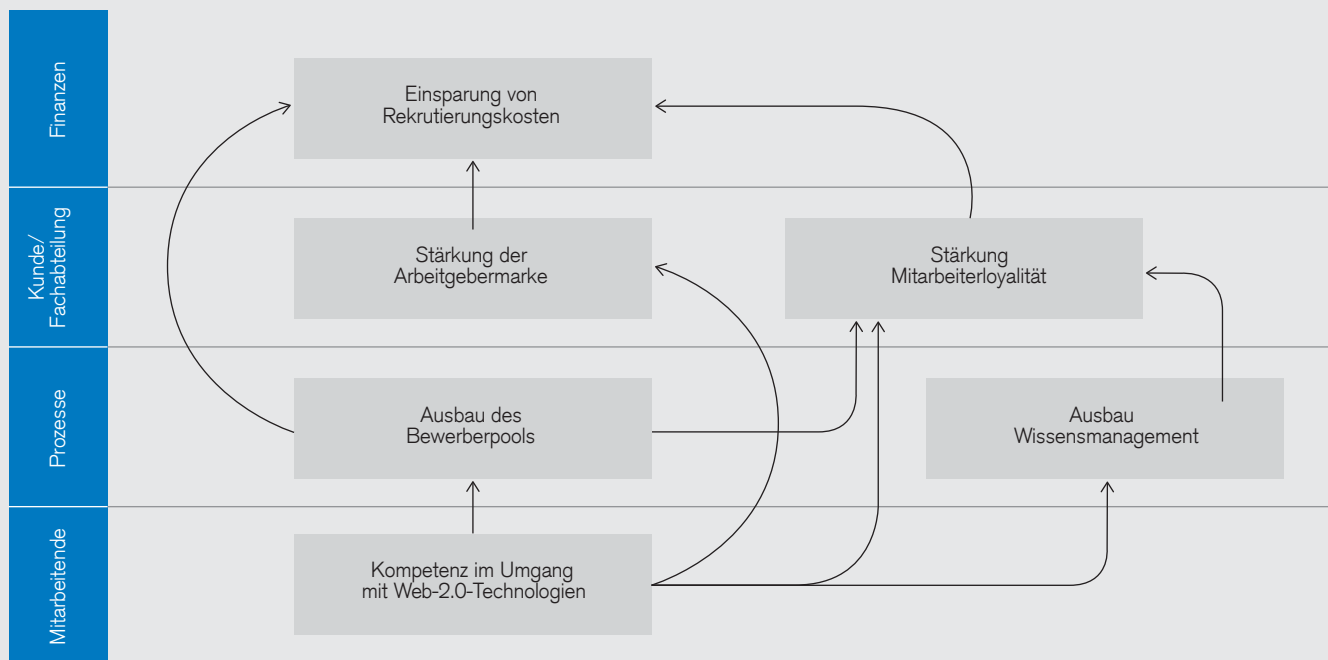 Finanzen
Einsparung von
Rekrutierungskosten
Kunde/
Fachabteilung
Stärkung der
Arbeitgebermarke
Stärkung
Mitarbeiterloyalität
Prozesse
Ausbau des
Bewerberpools
Ausbau
Wissensmanagement
Mitarbeitende
Kompetenz im Umgang
mit Web-2.0-Technologien